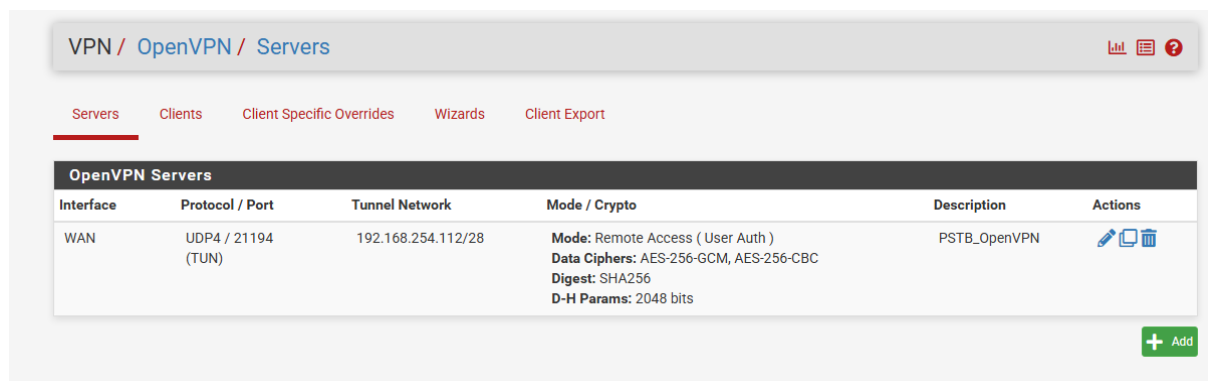 VPN / OpenVPN / Servers
Servers Clients Client Specific Overrides Wizards Client Export
OpenVPN Servers
Interface Protocol / Port Tunnel Network Mode / Crypto Description Actions
WAN UDP4 / 21194 192.168.254.112/28 Mode: Remote Access ( User Auth ) PSTB_OpenVPN
(TUN) Data Ciphers: AES-256-GCM, AES-256-CBC
Digest: SHA256
D-H Params: 2048 bits
Add